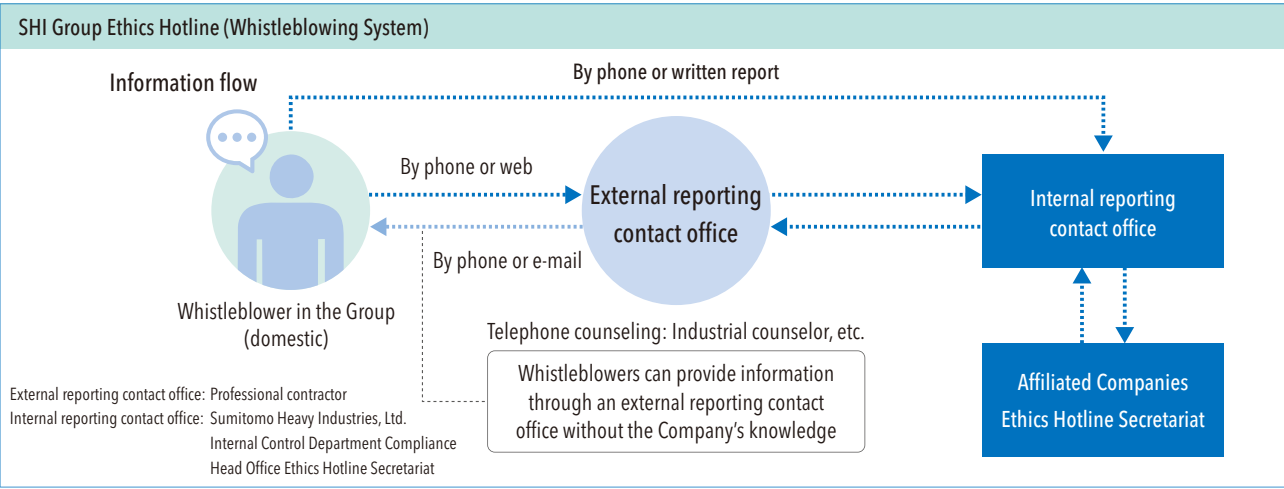 SHI Group Ethics Hotline (Whistleblowing System)
Information flow
By phone or written report
By phone or web
External reporting
contact office
Internal reporting
contact office
By phone or e-mail
Whistleblower in the Group
(domestic)
Telephone counseling: Industrial counselor, etc.
Whistleblowers can provide information
through an external reporting contact
office without the Company's knowledge
Affiliated Companies
Ethics Hotline Secretariat
External reporting contact office: Professional contractor
Internal reporting contact office: Sumitomo Heavy Industries, Ltd.
Internal Control Department Compliance
Head Office Ethics Hotline Secretariat